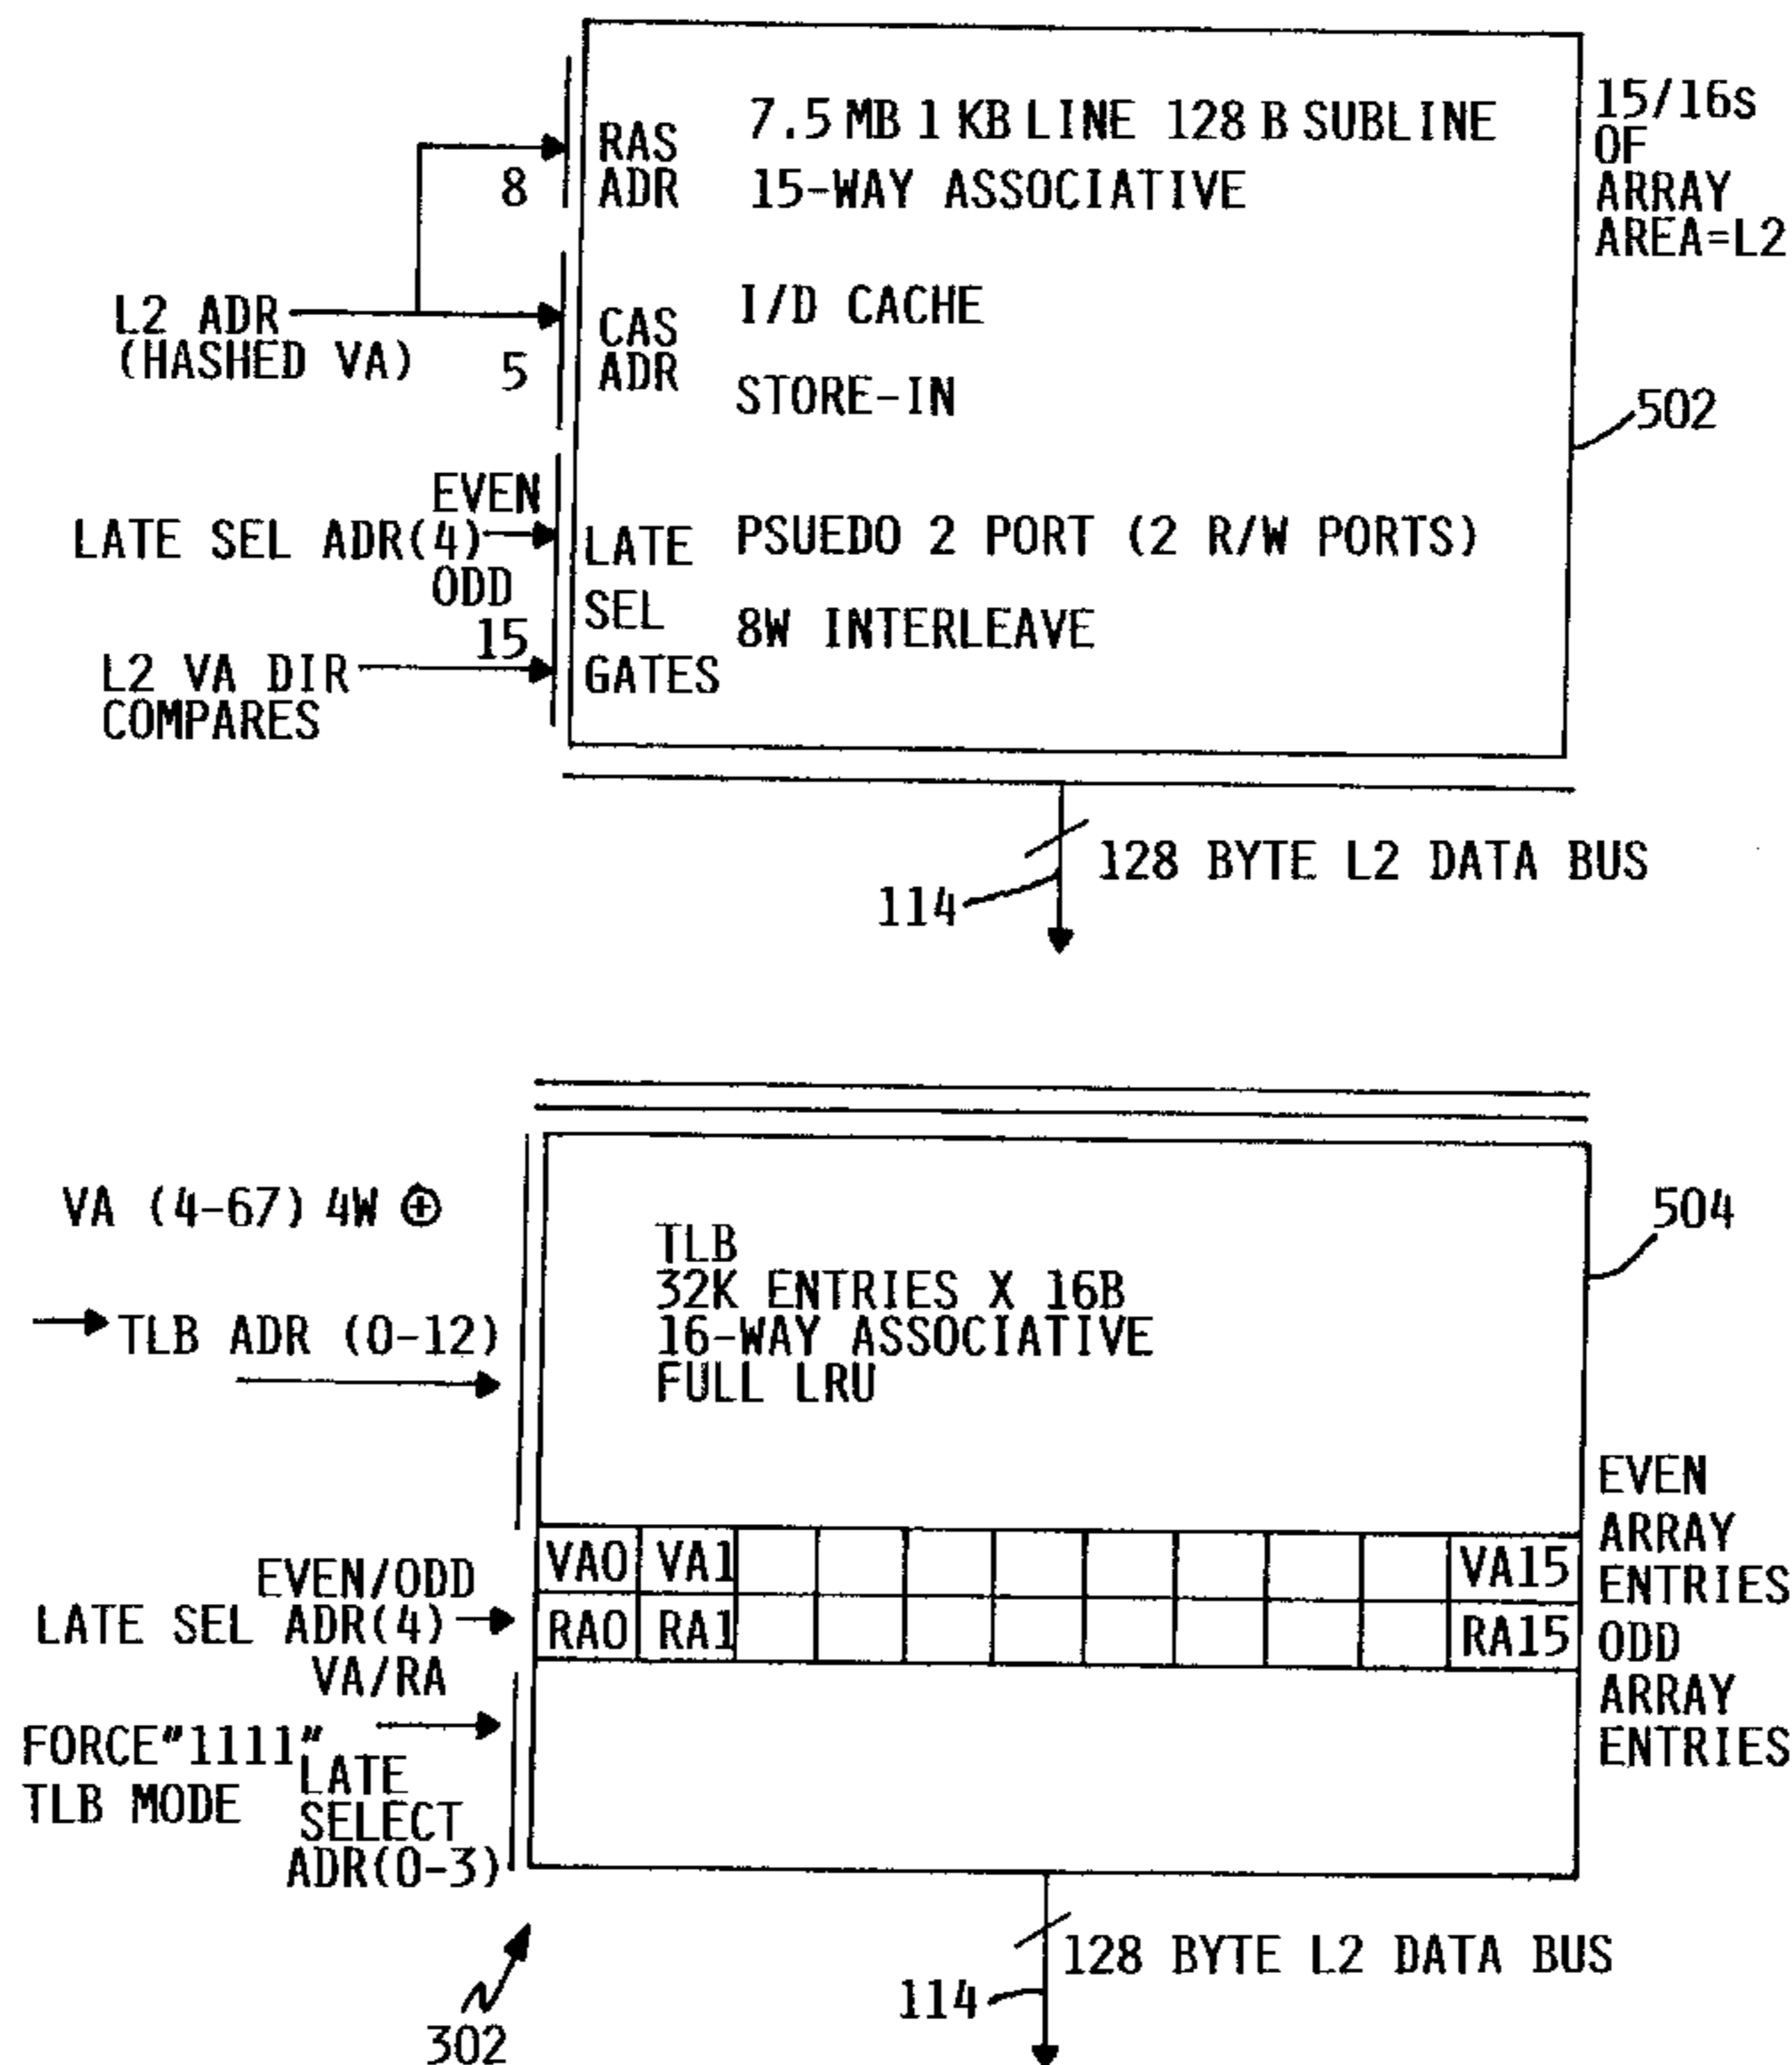 7.5 MB 1 KB LINE 128 B SUBLINE
15-WAY ASSOCIATIVE
RAS
ADR
8
15/16s
OF
ARRAY
AREA=L2
L2 ADR
(HASHED VA)
5
CAS
ADR
I/D CACHE
STORE-IN
502
EVEN
LATE SEL ADR(4)
ODD
15
L2 VA DIR
COMPARES
LATE
SEL
GATES
PSUEDO 2 PORT (2 R/W PORTS)
8W INTERLEAVE
128 BYTE L2 DATA BUS
114
VA (4-67) 4W ⊕
TLB ADR (0-12)
TLB
32K ENTRIES X 16B
16-WAY ASSOCIATIVE
FULL LRU
504
EVEN
ARRAY
ENTRIES
ODD
ARRAY
ENTRIES
VA0 VA1 VA15
RA0 RA1 RA15
EVEN/ODD
LATE SEL ADR(4)
VA/RA
FORCE"1111"
TLB MODE
LATE
SELECT
ADR(0-3)
128 BYTE L2 DATA BUS
114
302